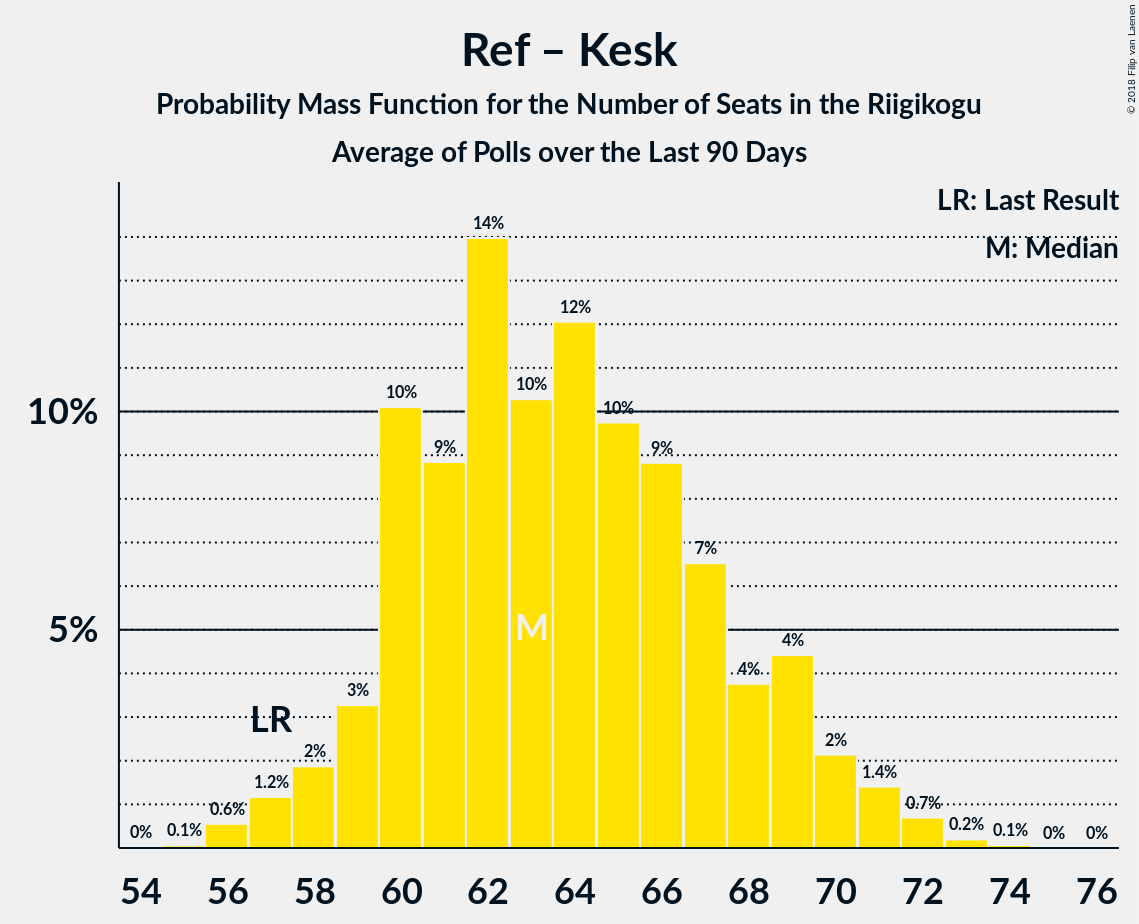 Ref – Kesk
Probability Mass Function for the Number of Seats in the Riigikogu
Average of Polls over the Last 90 Days
© 2018 Filip van Laenen
LR: Last Result
M: Median
10%
5%
0%
0.1%
0.6%
1.2%
2%
3%
10%
9%
14%
10%
12%
10%
9%
7%
4%
4%
2%
1.4%
0.7%
0.2%
0.1%
0%
0%
LR
M
54 56 58 60 62 64 66 68 70 72 74 76